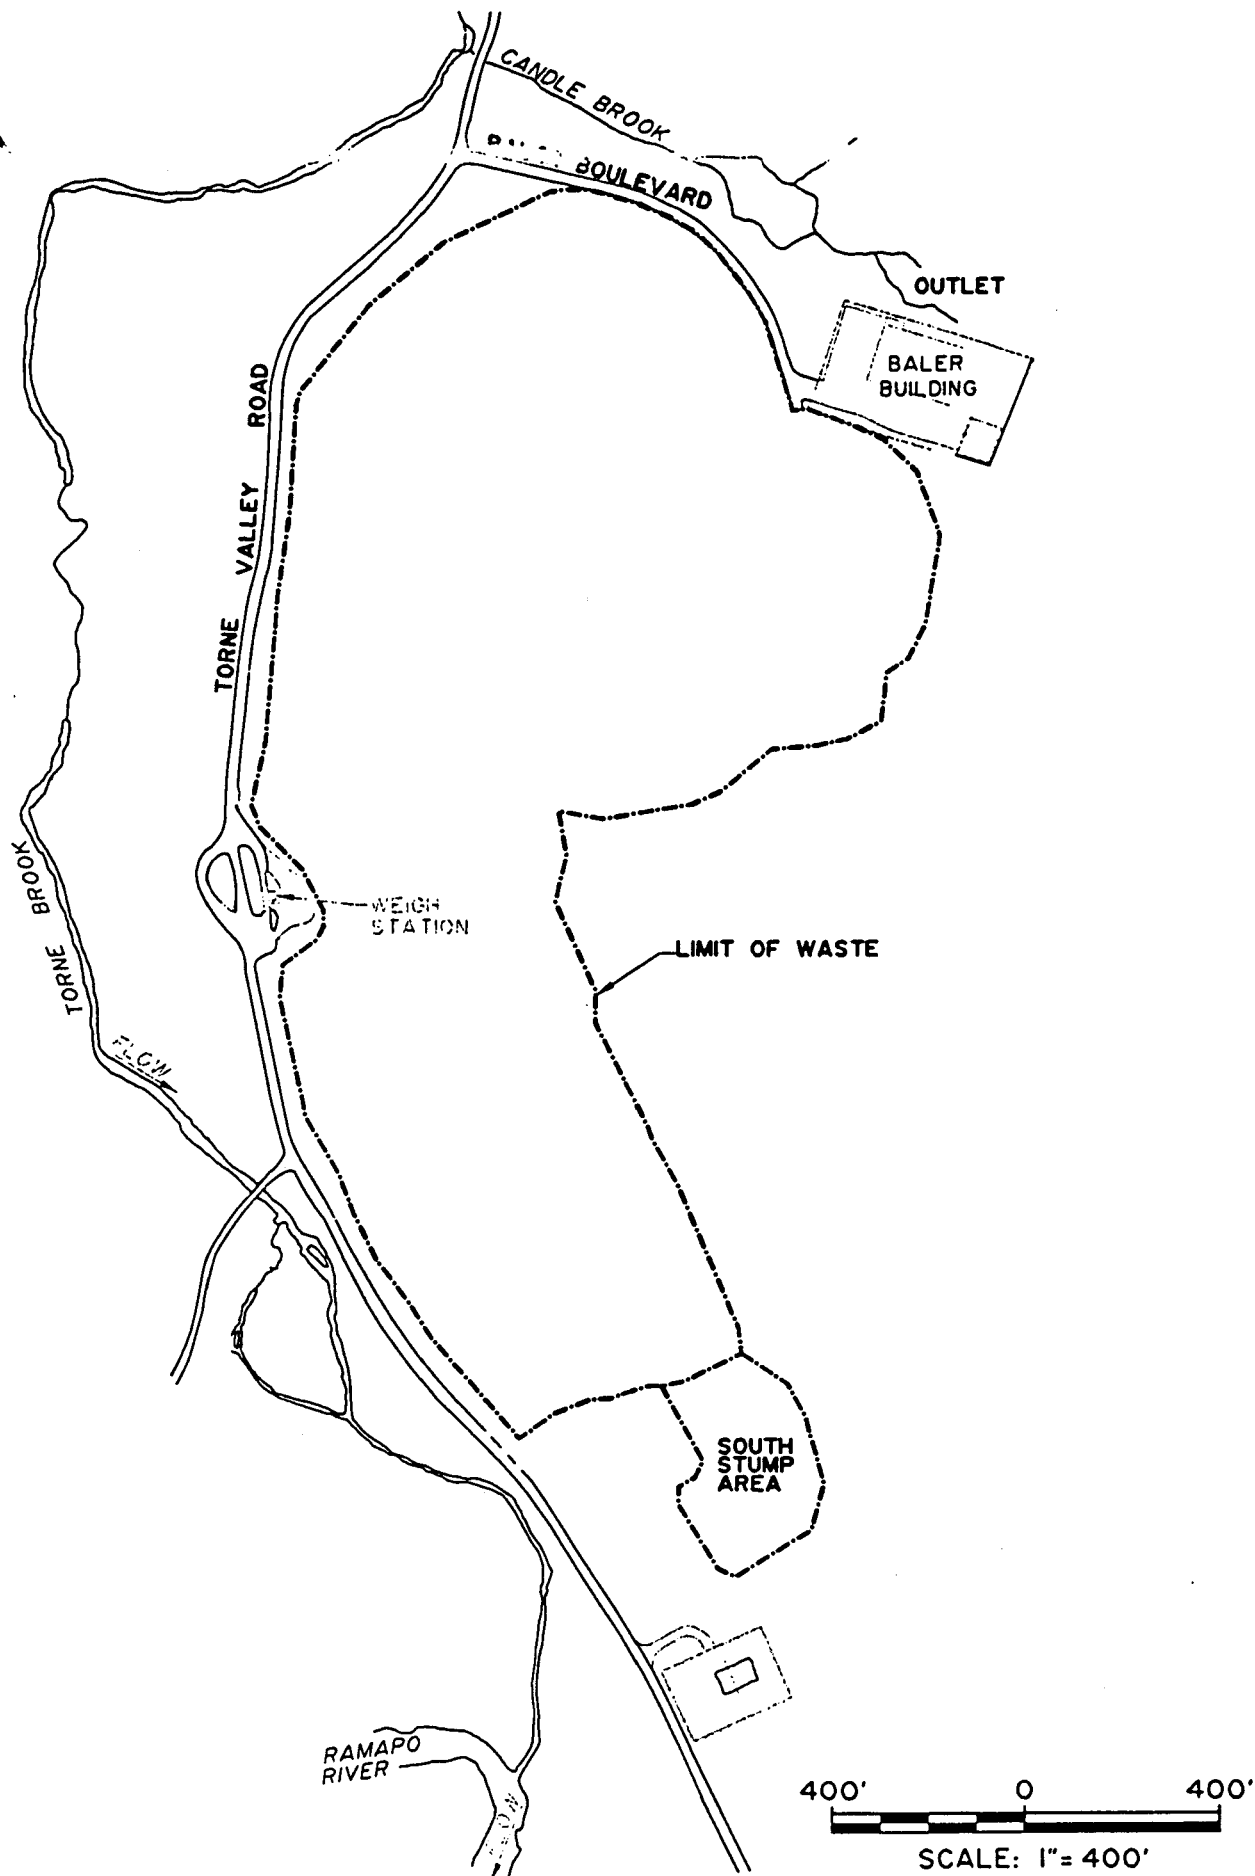 CANDLE BROOK
BOULEVARD
OUTLET
BALER
BUILDING
TORNE VALLEY ROAD
TORNE BROOK
WEIGH
STATION
LIMIT OF WASTE
FLOW
SOUTH
STUMP
AREA
RAMAPO
RIVER
400' 0 400'
SCALE: 1"= 400'